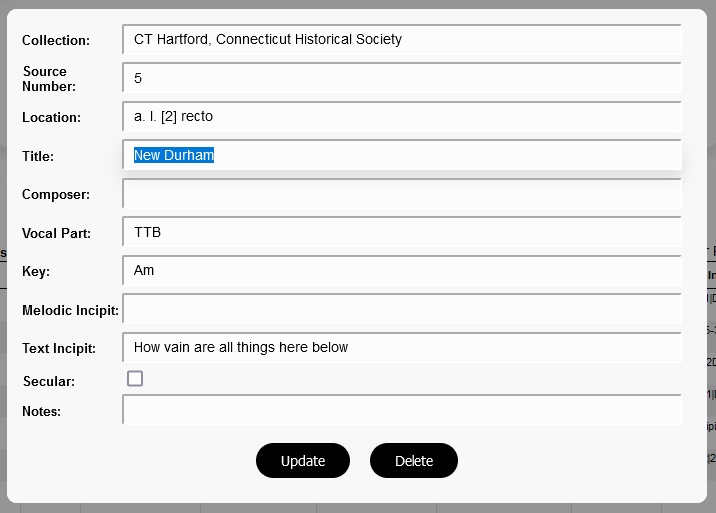 Collection: CT Hartford, Connecticut Historical Society
Source Number: 5
Location: a. l. [2] recto
Title: New Durham
Composer:
Vocal Part: TTB
Key: Am
Melodic Incipit:
Text Incipit: How vain are all things here below
Secular:
Notes:
Update Delete